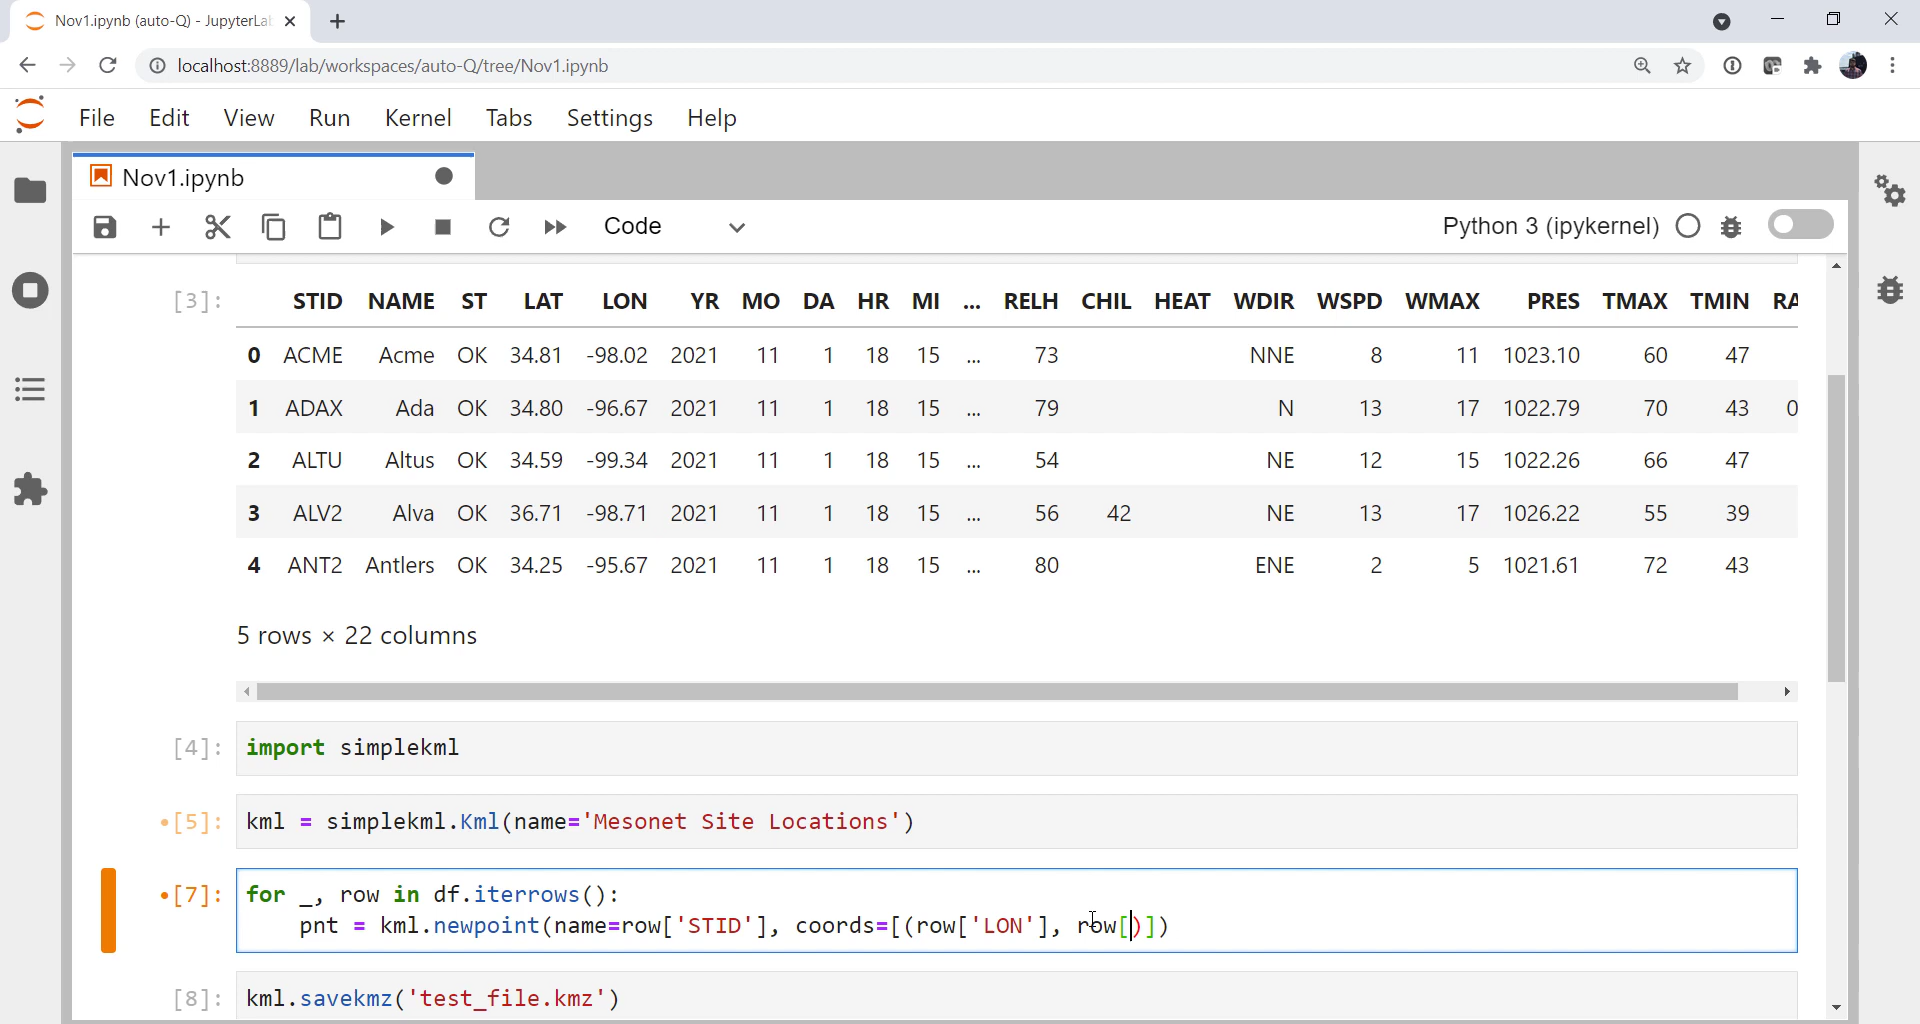 Nov1.ipynb (auto-Q) - JupyterLa
localhost:8889/lab/workspaces/auto-Q/tree/Nov1.ipynb
File Edit View Run Kernel Tabs Settings Help
Nov1.ipynb
Code Python 3 (ipykernel)
[3]: STID NAME ST LAT LON YR MO DA HR MI ... RELH CHIL HEAT WDIR WSPD WMAX PRES TMAX TMIN RA
0 ACME Acme OK 34.81 -98.02 2021 11 1 18 15 ... 73 NNE 8 11 1023.10 60 47
1 ADAX Ada OK 34.80 -96.67 2021 11 1 18 15 ... 79 N 13 17 1022.79 70 43 0
2 ALTU Altus OK 34.59 -99.34 2021 11 1 18 15 ... 54 NE 12 15 1022.26 66 47
3 ALV2 Alva OK 36.71 -98.71 2021 11 1 18 15 ... 56 42 NE 13 17 1026.22 55 39
4 ANT2 Antlers OK 34.25 -95.67 2021 11 1 18 15 ... 80 ENE 2 5 1021.61 72 43
5 rows × 22 columns
[4]: import simplekml
•[5]: kml = simplekml.Kml(name='Mesonet Site Locations')
•[7]: for _, row in df.iterrows():
pnt = kml.newpoint(name=row['STID'], coords=[(row['LON'], row[)])
[8]: kml.savekmz('test_file.kmz')